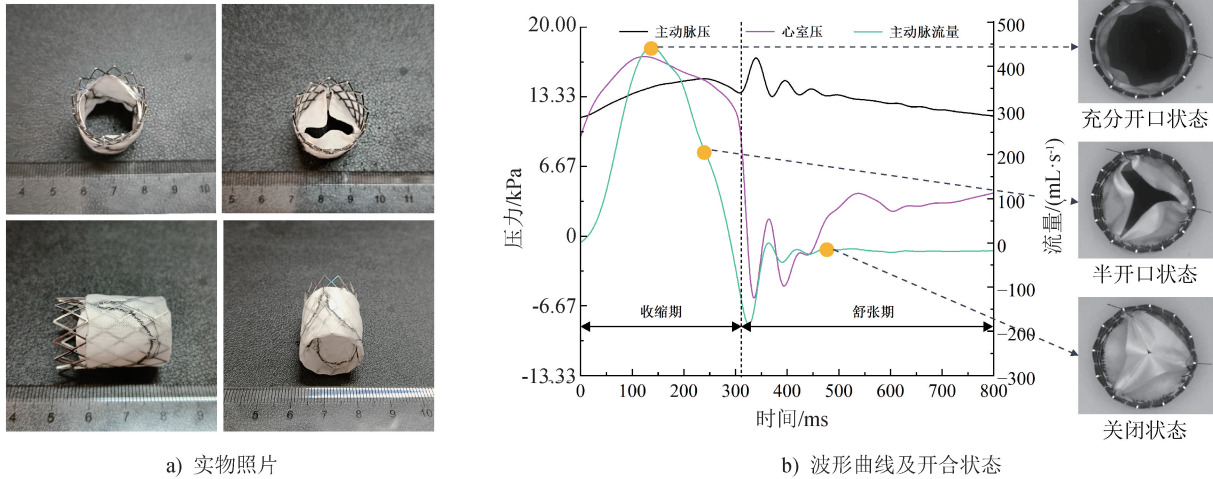 4 5 6 7 8 9 10
5 6 7 8 9 10 11
4 5 6 7 8 9
5 6 7 8 9 10
a) 实物照片
主动脉压 心室压 主动脉流量
压力/kPa
20.00
13.33
6.67
0
-6.67
-13.33
收缩期 舒张期
0 100 200 300 400 500 600 700 800
时间/ms
500
400
300
200
100
0
-100
-200
-300
流量/(mL·s⁻¹)
充分开口状态
半开口状态
关闭状态
b) 波形曲线及开合状态